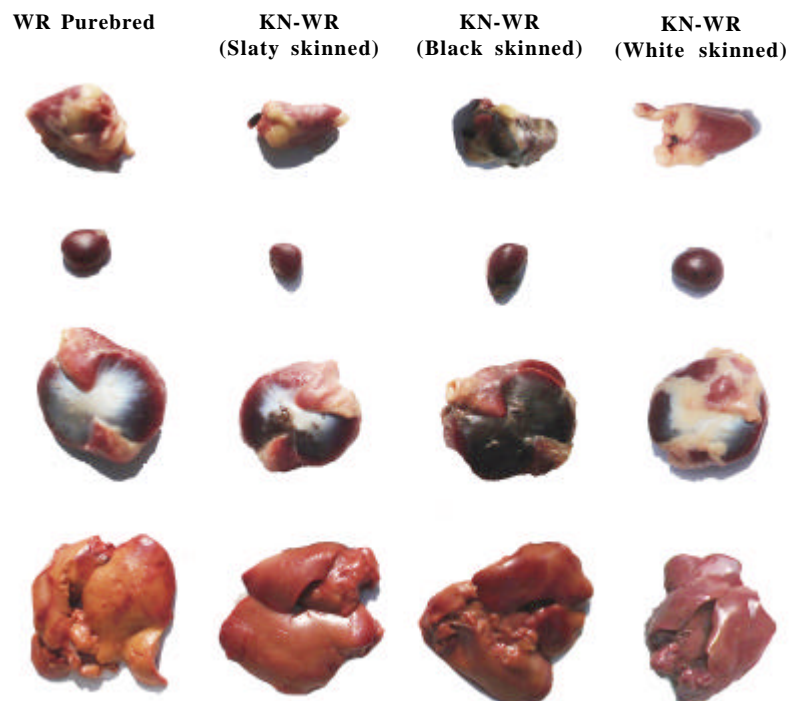 WR Purebred
KN-WR
(Slaty skinned)
KN-WR
(Black skinned)
KN-WR
(White skinned)